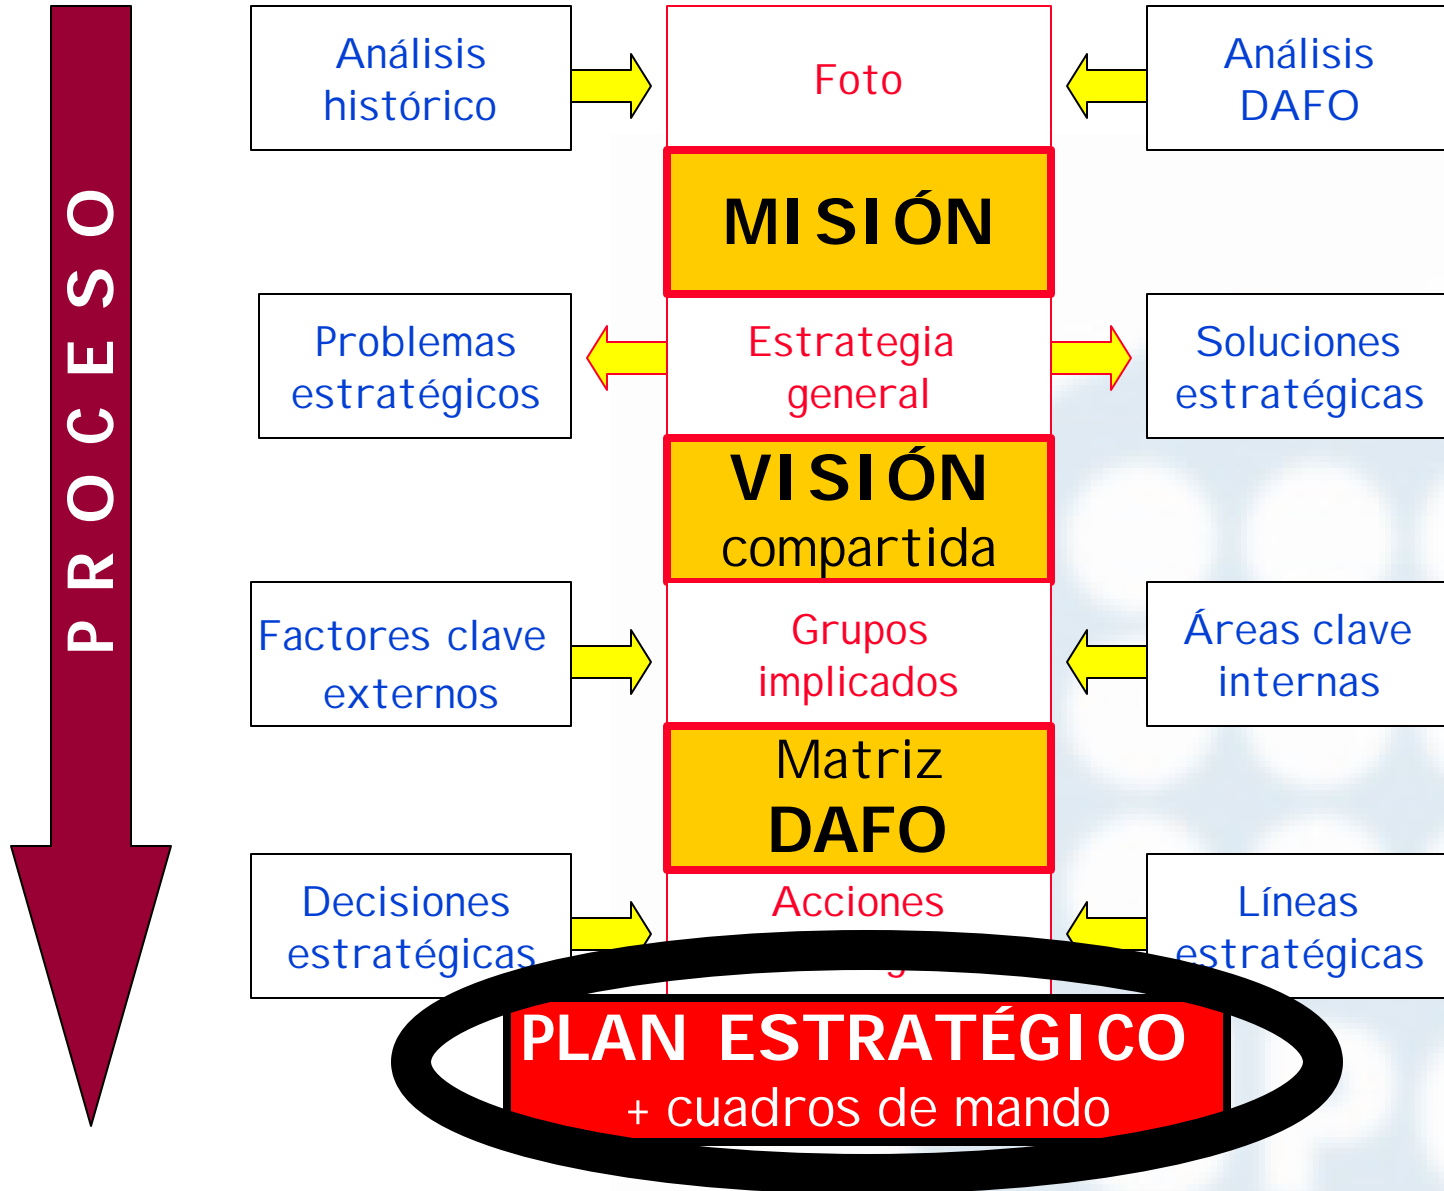 PROCESO
Análisis
histórico
Foto
Análisis
DAFO
MISIÓN
Problemas
estratégicos
Estrategia
general
Soluciones
estratégicas
VISIÓN
compartida
Factores clave
externos
Grupos
implicados
Áreas clave
internas
Matriz
DAFO
Decisiones
estratégicas
Acciones
Líneas
estratégicas
PLAN ESTRATÉGICO
+ cuadros de mando